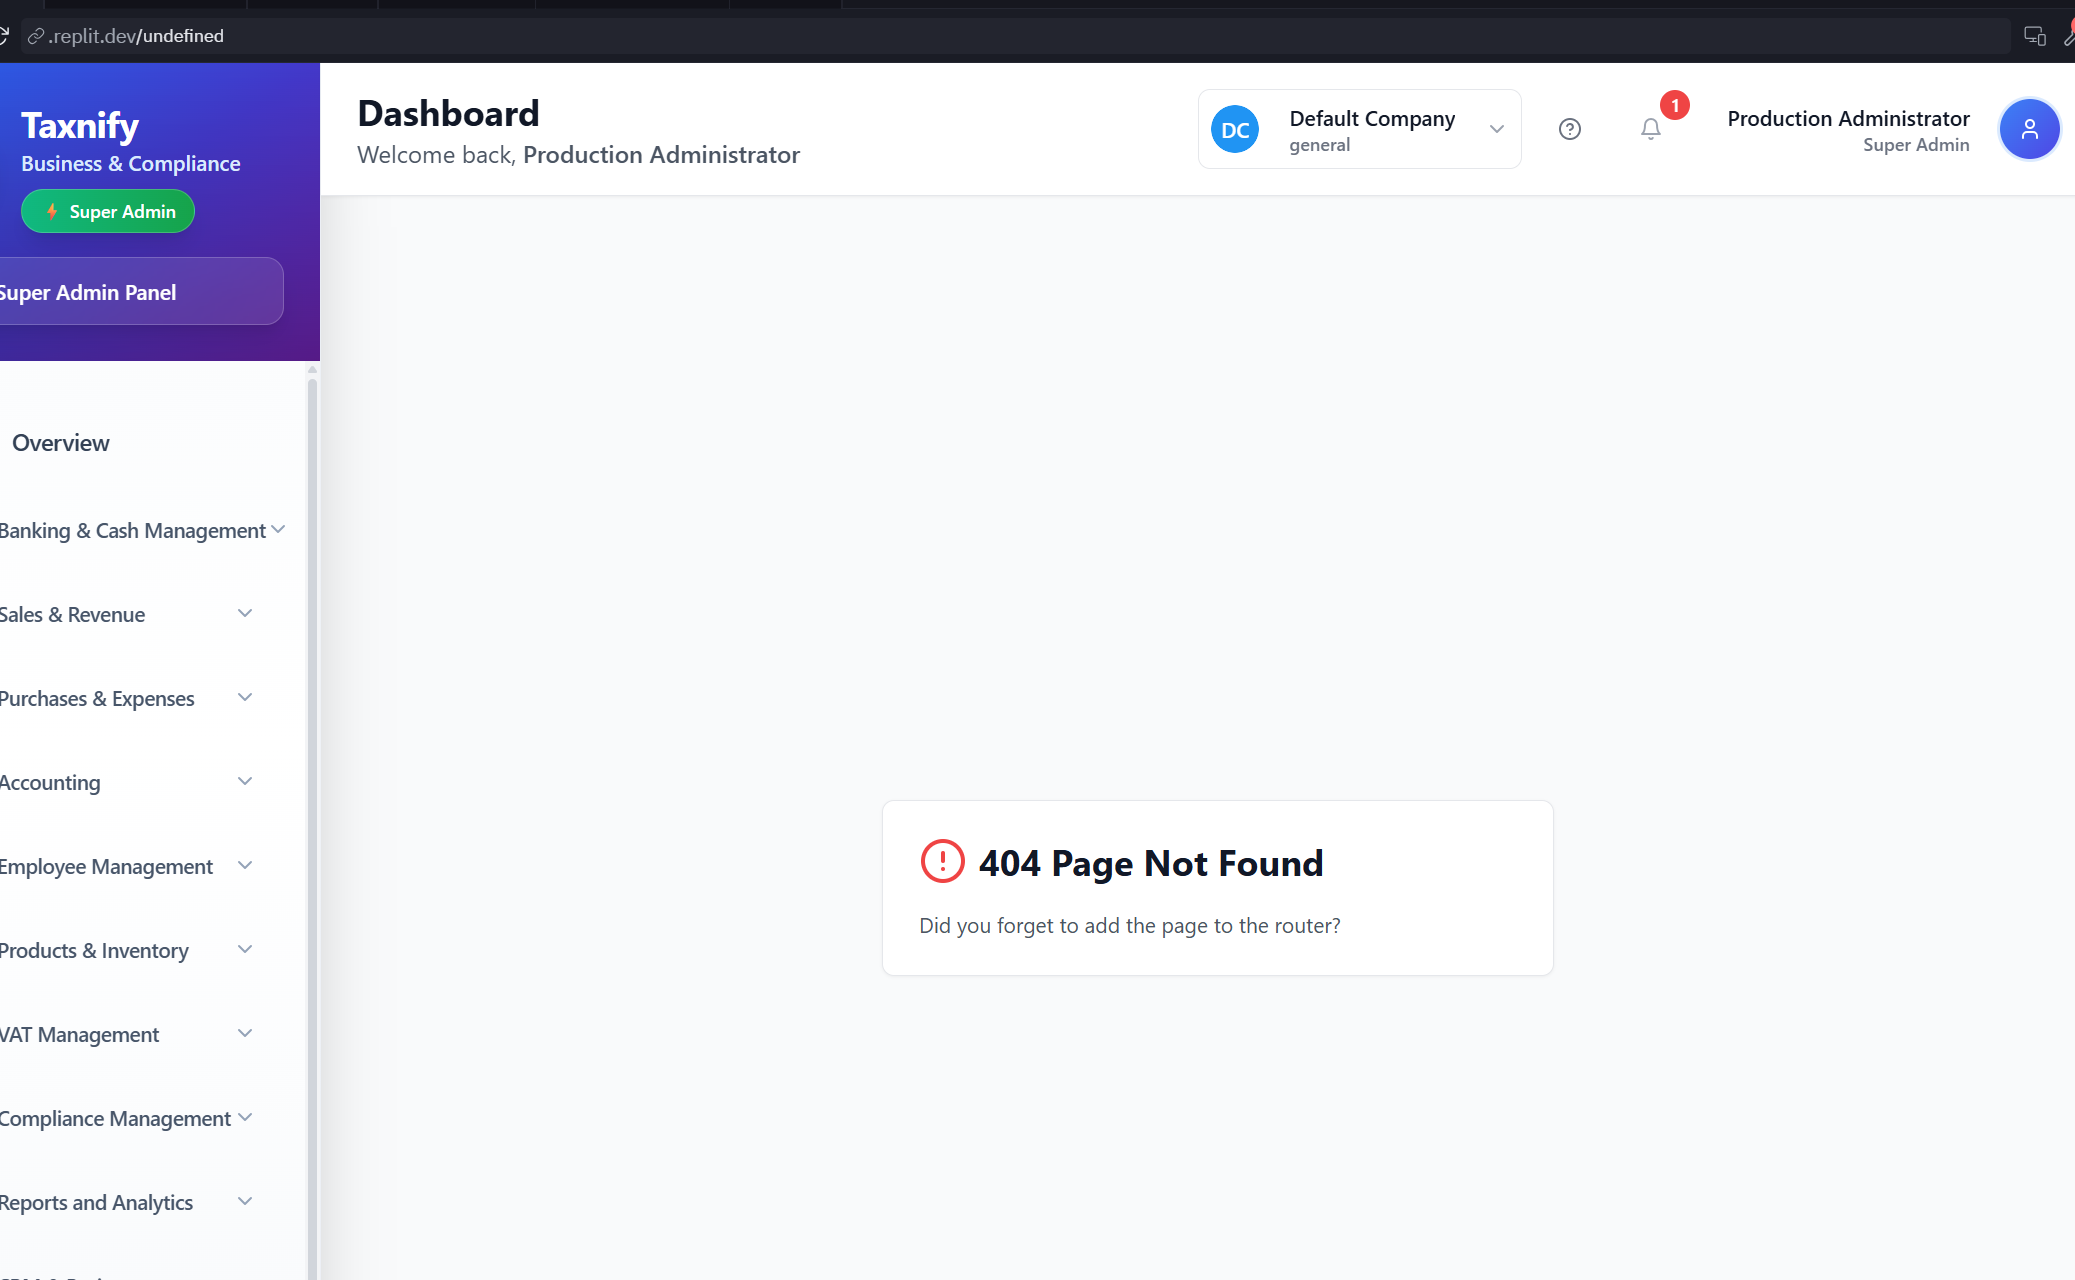 .replit.dev/undefined
Taxnify
Business & Compliance
Super Admin
Super Admin Panel
Overview
Banking & Cash Management
Sales & Revenue
Purchases & Expenses
Accounting
Employee Management
Products & Inventory
VAT Management
Compliance Management
Reports and Analytics
Dashboard
Welcome back, Production Administrator
DC
Default Company
general
1
Production Administrator
Super Admin
404 Page Not Found
Did you forget to add the page to the router?